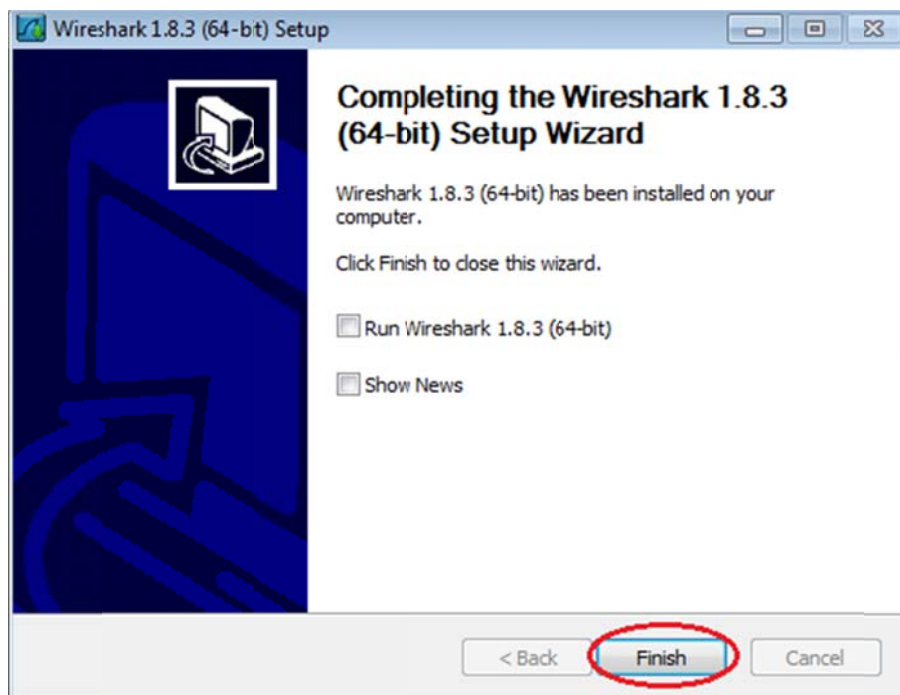 Wireshark 1.8.3 (64-bit) Setup
Completing the Wireshark 1.8.3
(64-bit) Setup Wizard
Wireshark 1.8.3 (64-bit) has been installed on your
computer.
Click Finish to close this wizard.
Run Wireshark 1.8.3 (64-bit)
Show News
< Back
Finish
Cancel